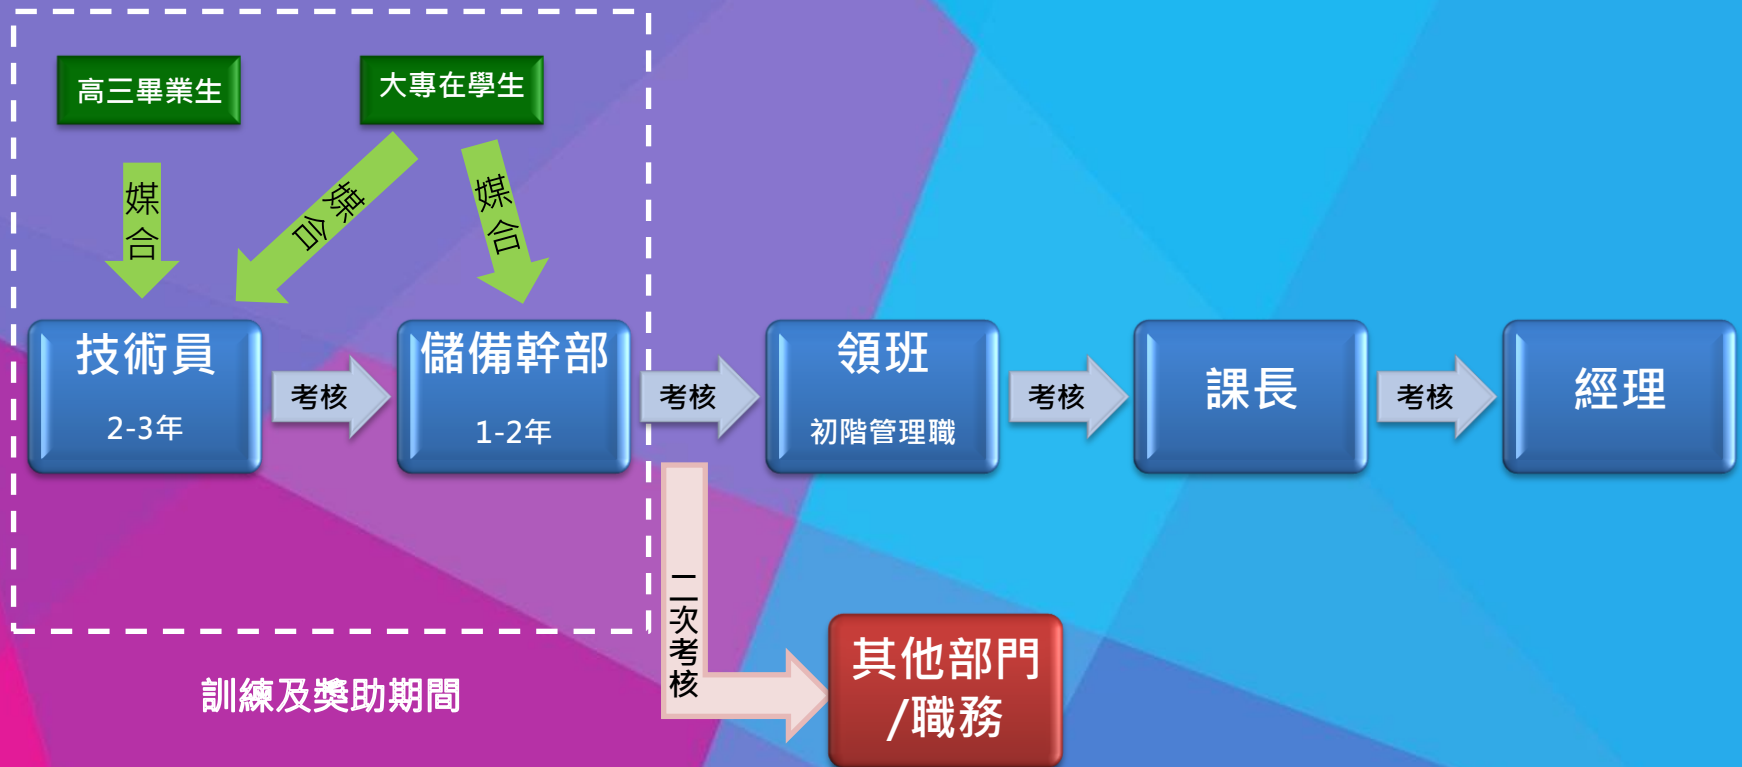 高三畢業生
大專在學生
媒合
媒合
媒合
技術員
2-3年
考核
儲備幹部
1-2年
考核
領班
初階管理職
考核
課長
考核
經理
二次考核
其他部門
/職務
訓練及獎助期間